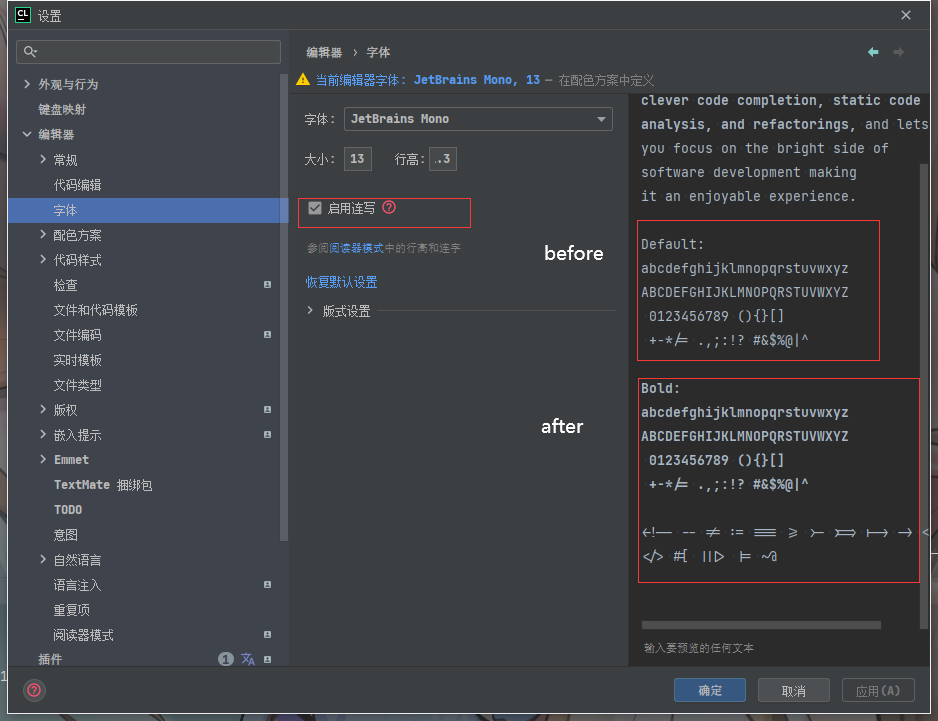 CL 设置
外观与行为
键盘映射
编辑器
常规
代码编辑
字体
配色方案
代码样式
检查
文件和代码模板
文件编码
实时模板
文件类型
版权
嵌入提示
Emmet
TextMate 捆绑包
TODO
意图
自然语言
语言注入
重复项
阅读器模式
插件 1
编辑器 › 字体
当前编辑器字体: JetBrains Mono, 13 — 在配色方案中定义
字体: JetBrains Mono
大小: 13 行高: .3
启用连写
参阅阅读器模式中的行高和连字
恢复默认设置
版式设置
before
after
clever code completion, static code
analysis, and refactorings, and lets
you focus on the bright side of
software development making
it an enjoyable experience.
Default:
abcdefghijklmnopqrstuvwxyz
ABCDEFGHIJKLMNOPQRSTUVWXYZ
0123456789 (){}[]
+-*/= .,;:!? #&$%@|^
Bold:
abcdefghijklmnopqrstuvwxyz
ABCDEFGHIJKLMNOPQRSTUVWXYZ
0123456789 (){}[]
+-*/= .,;:!? #&$%@|^
<!-- -- != := === >= >- >=> |-> -> <
</> #[ ||> |= ~@
输入要预览的任何文本
确定 取消 应用(A)